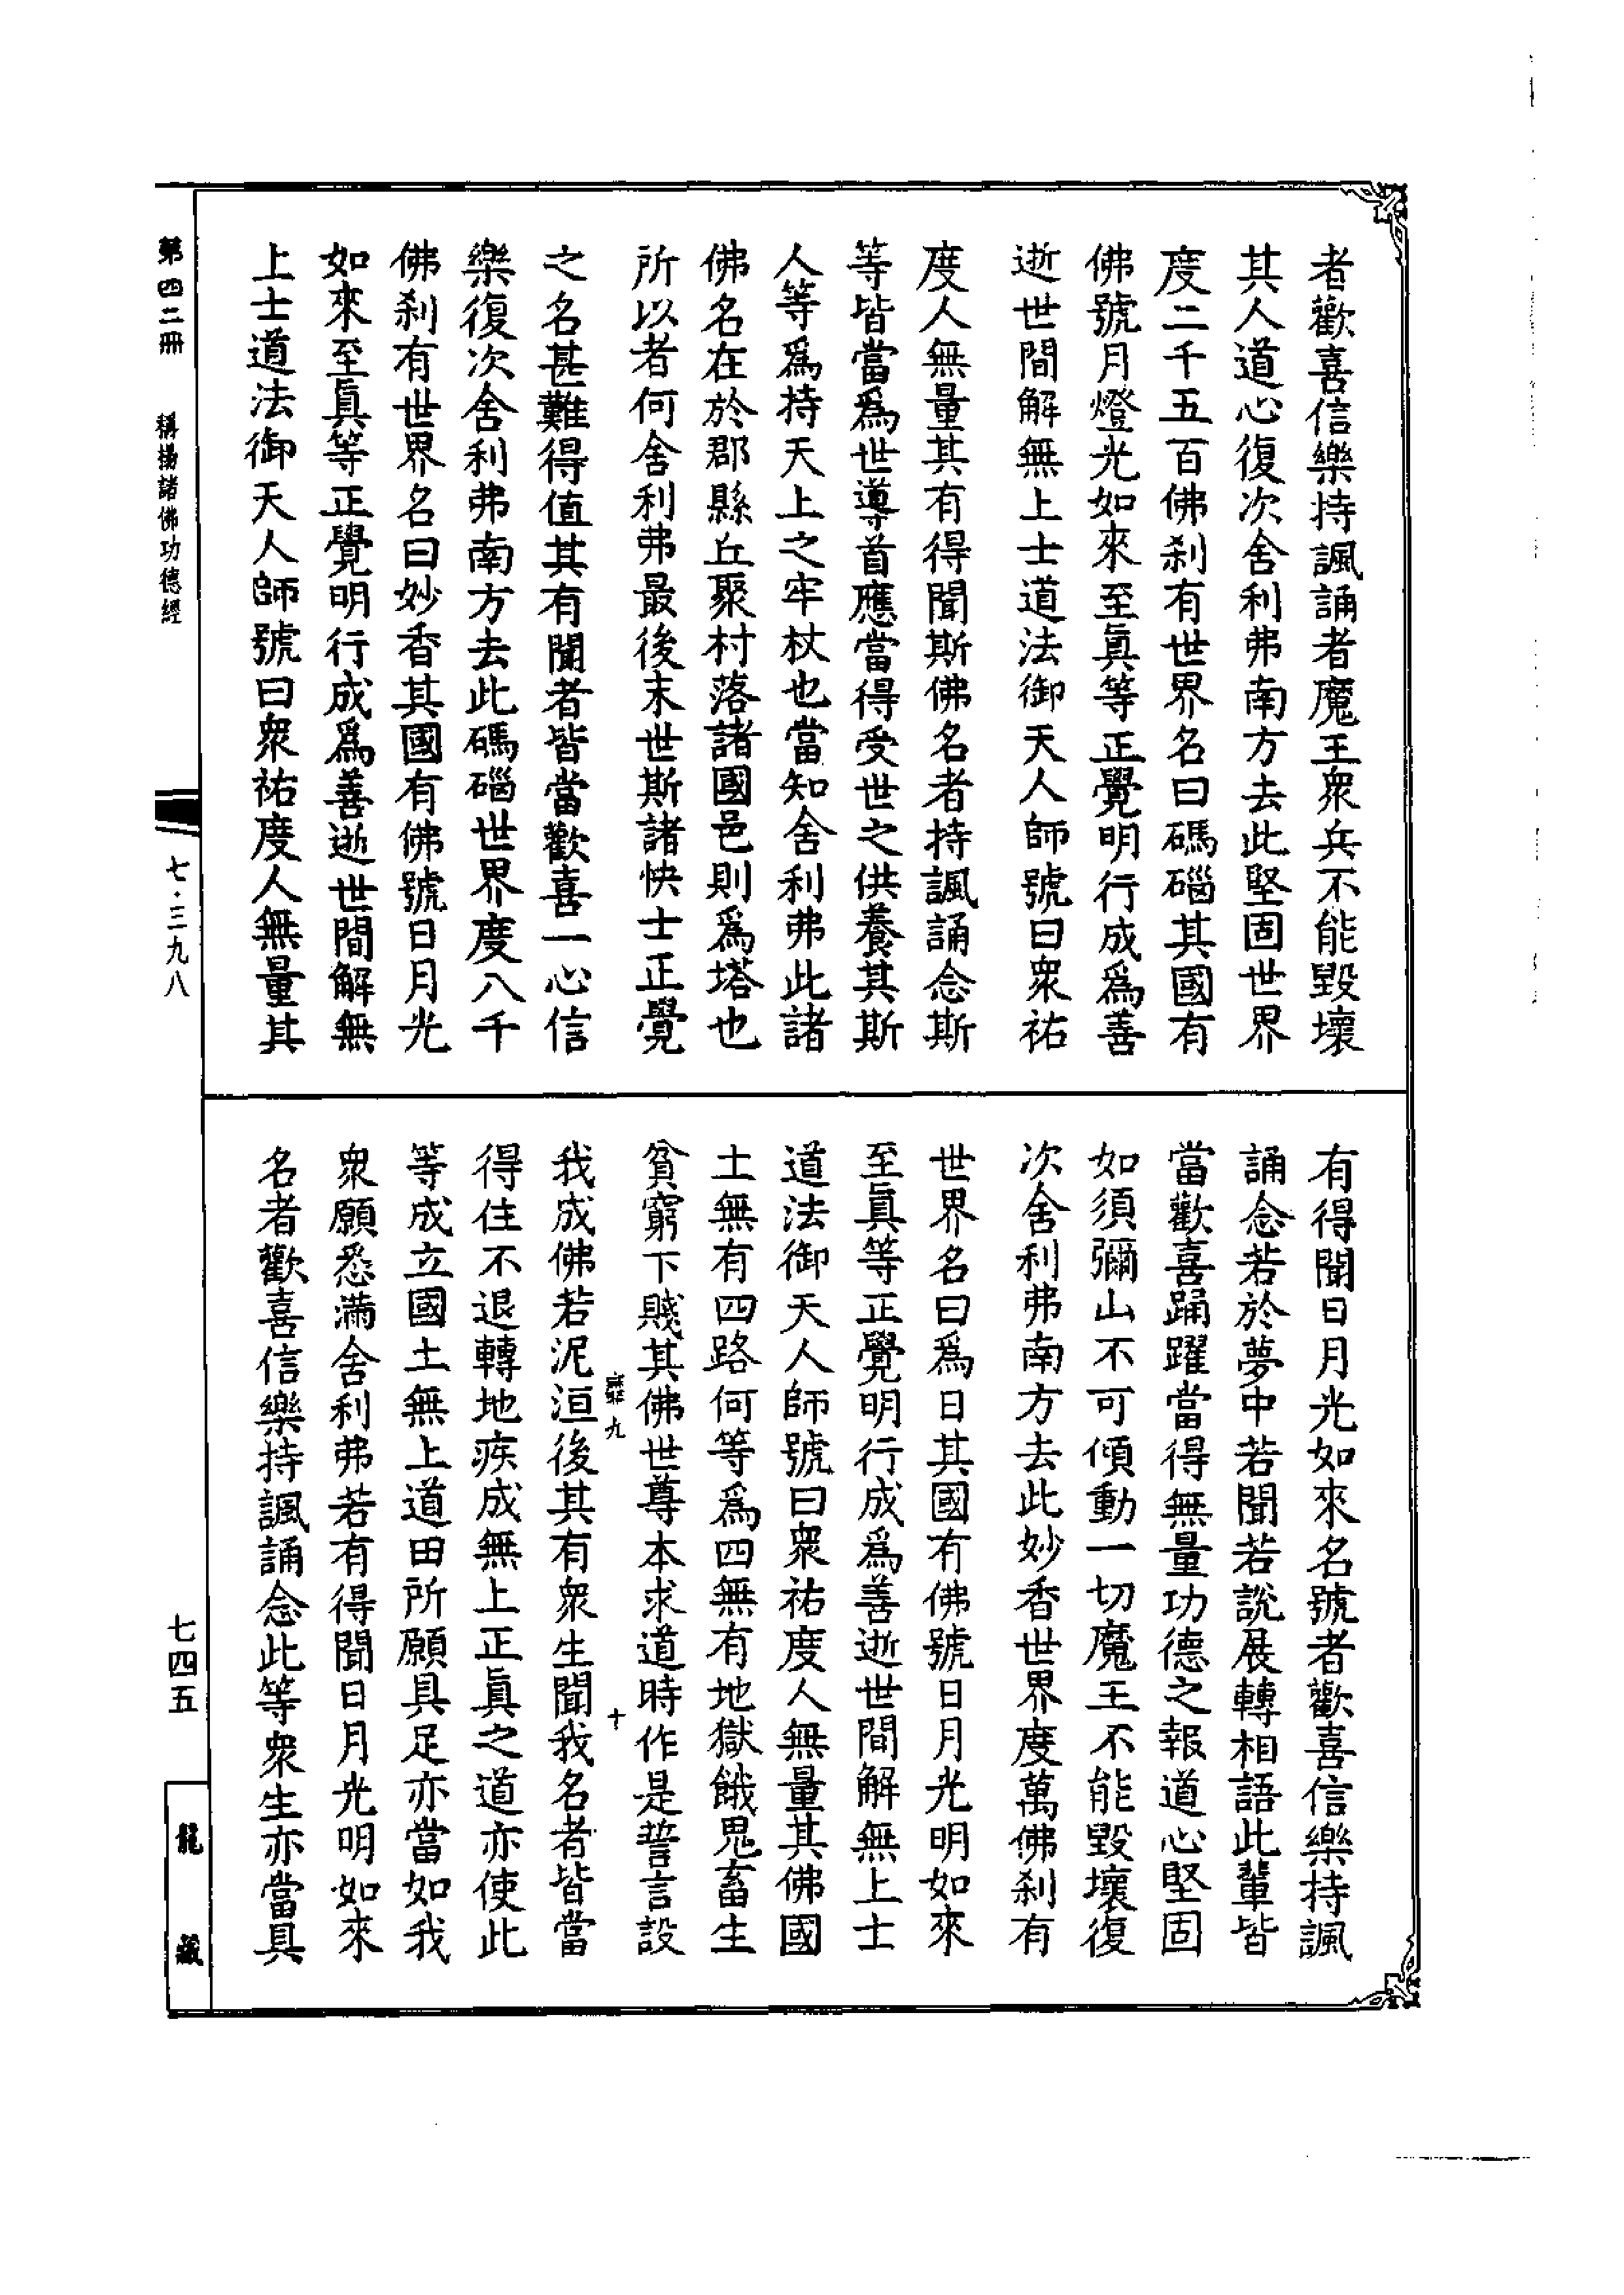 者歡喜信樂持諷誦者魔王衆兵不能毀壞
其人道心復次舍利弗南方去此堅固世界
度二千五百佛刹有世界名曰碼碯其國有
佛號月燈光如來至眞等正覺明行成爲善
逝世間解無上士道法御天人師號曰衆祐
度人無量其有得聞斯佛名者持諷誦念斯
等皆當爲世導首應當得受世之供養其斯
人等爲持天上之牢杖也當知舍利弗此諸
佛名在於郡縣丘聚村落諸國邑則爲塔也
所以者何舍利弗最後末世斯諸快士正覺
之名甚難得值其有聞者皆當歡喜一心信
樂復次舍利弗南方去此碼碯世界度八千
佛刹有世界名曰妙香其國有佛號日月光
如來至眞等正覺明行成爲善逝世間解無
上士道法御天人師號曰衆祐度人無量其
有得聞日月光如來名號者歡喜信樂持諷
誦念若於夢中若聞若說展轉相語此輩皆
當歡喜踊躍當得無量功德之報道心堅固
如須彌山不可傾動一切魔王不能毀壞復
次舍利弗南方去此妙香世界度萬佛刹有
世界名曰爲日其國有佛號日月光明如來
至眞等正覺明行成爲善逝世間解無上士
道法御天人師號曰衆祐度人無量其佛國
土無有四路何等爲四無有地獄餓鬼畜生
貧窮下賤其佛世尊本求道時作是誓言設
靡九
十
我成佛若泥洹後其有衆生聞我名者皆當
得住不退轉地疾成無上正眞之道亦使此
等成立國土無上道田所願具足亦當如我
衆願悉滿舍利弗若有得聞日月光明如來
名者歡喜信樂持諷誦念此等衆生亦當具
第四二冊
稱揚諸佛功德經
七·三九八
七四五
龍藏